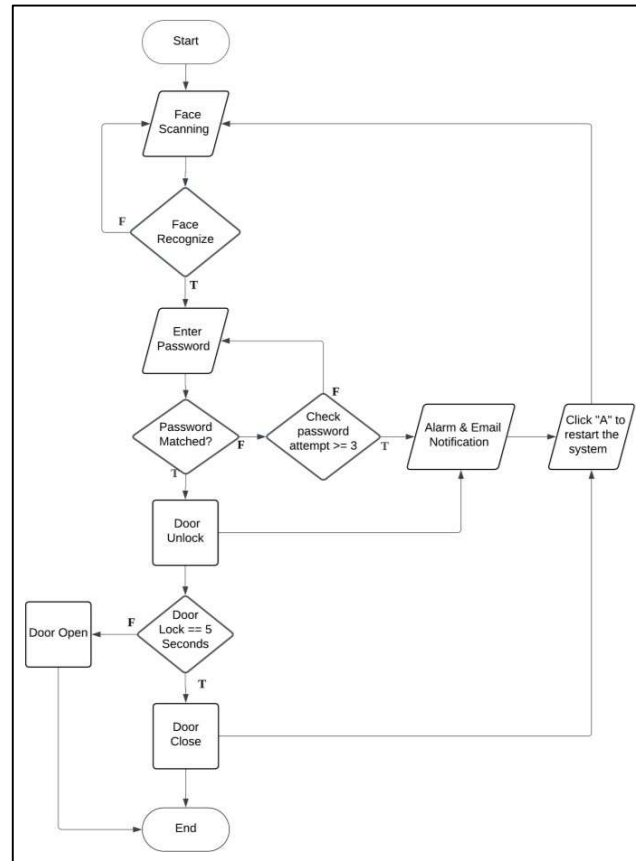 Start
Face
Scanning
F
Face
Recognize
T
Enter
Password
F
Password
Matched?
F
Check
password
attempt >= 3
T
Alarm & Email
Notification
Click "A" to
restart the
system
T
Door
Unlock
Door Open
F
Door
Lock == 5
Seconds
T
Door
Close
End